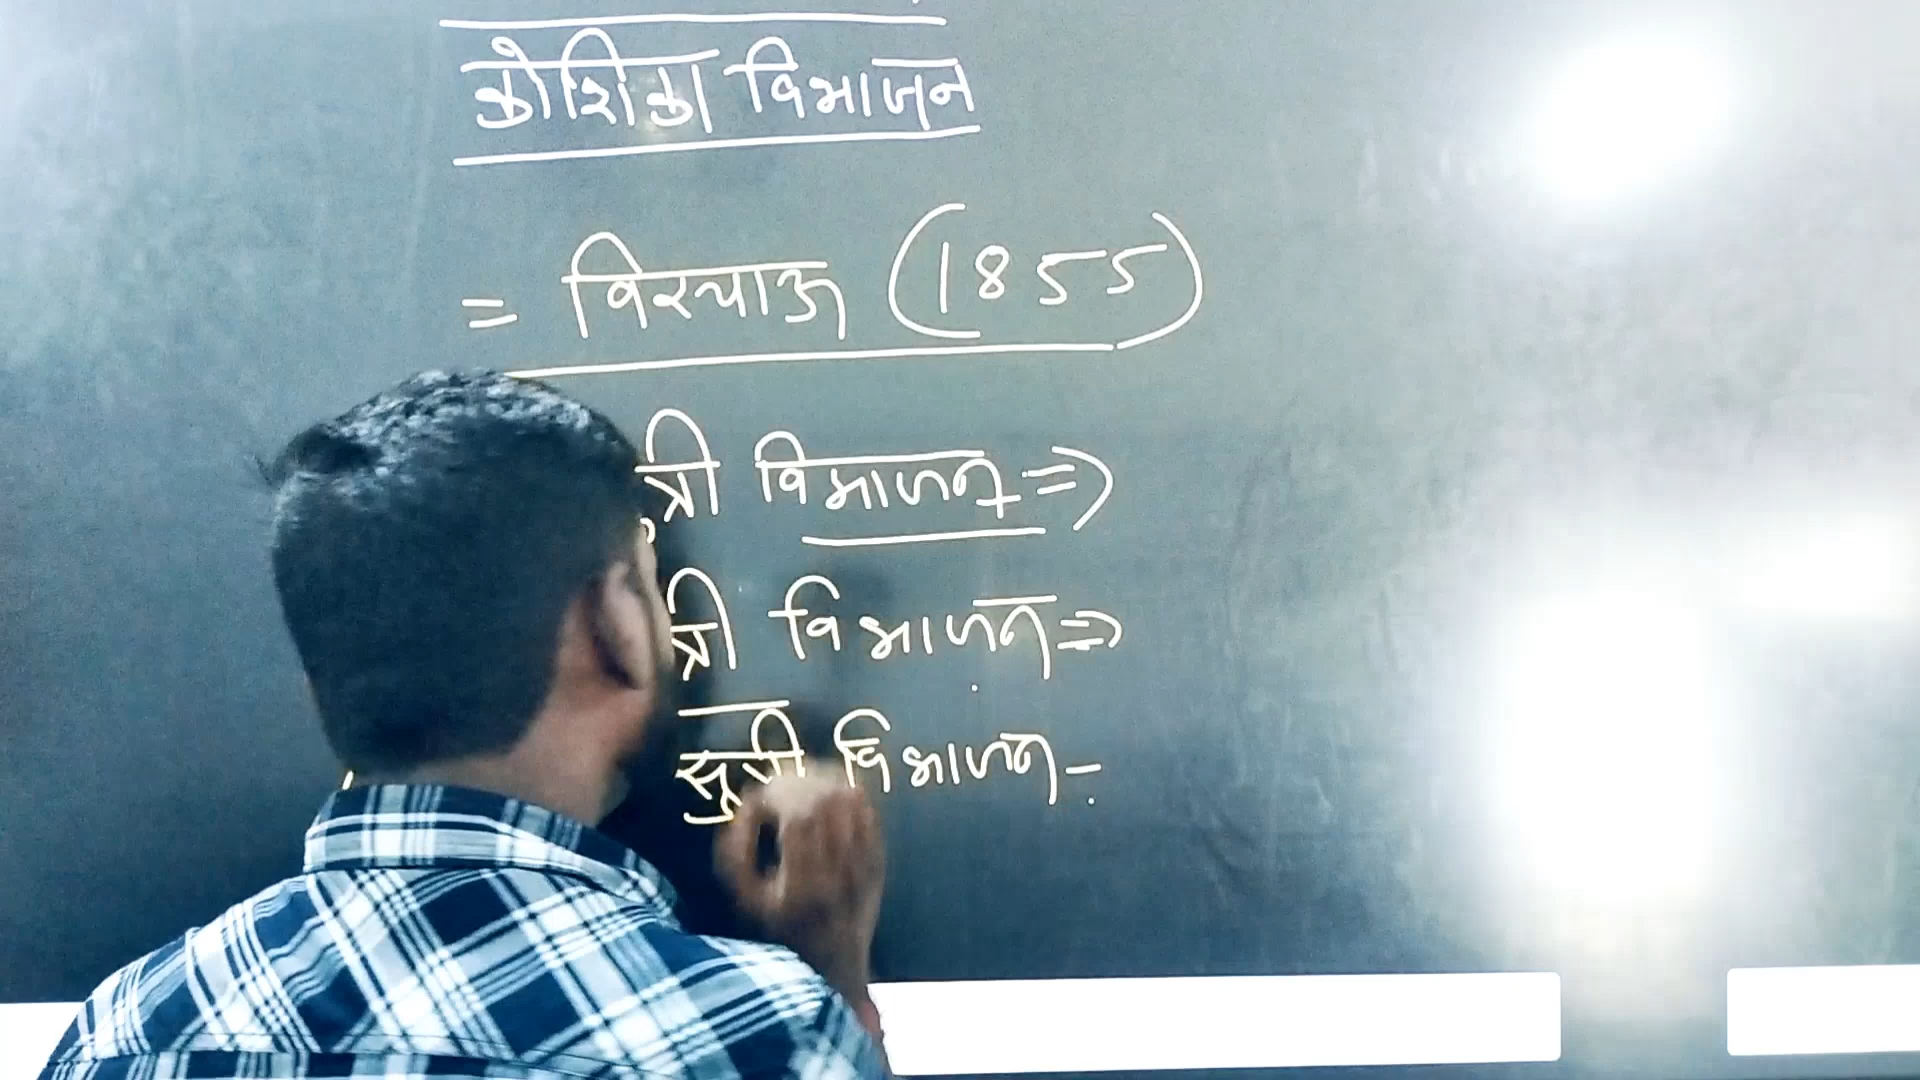 कोशिका विभाजन
= विरचाऊ (1855)
त्री विभाजन =>
त्री विभाजन =>
सूत्री विभाजन -